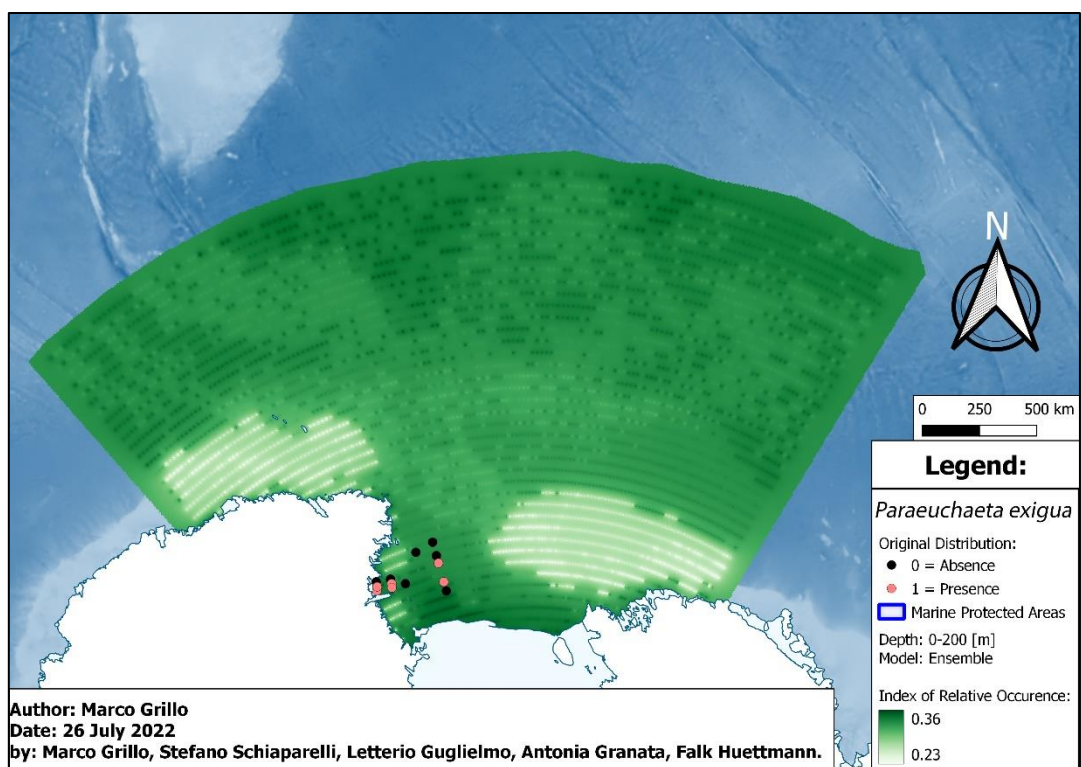 N
0 250 500 km
Legend:
Paraeuchaeta exigua
Original Distribution:
0 = Absence
1 = Presence
Marine Protected Areas
Depth: 0-200 [m]
Model: Ensemble
Index of Relative Occurence:
0.36
0.23
Author: Marco Grillo
Date: 26 July 2022
by: Marco Grillo, Stefano Schiaparelli, Letterio Guglielmo, Antonia Granata, Falk Huettmann.